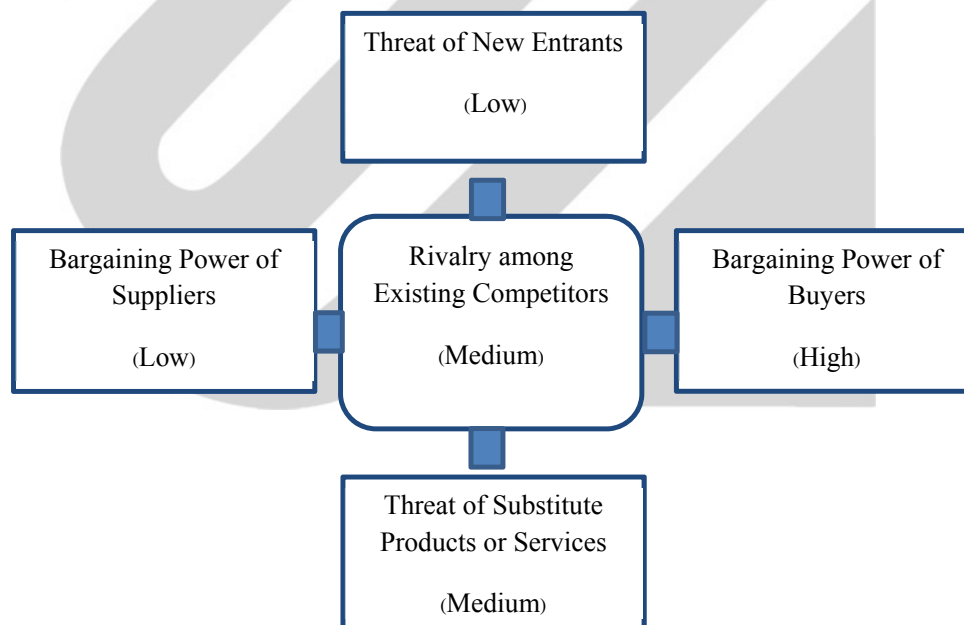 Threat of New Entrants
(Low)
Bargaining Power of
Suppliers
(Low)
Rivalry among
Existing Competitors
(Medium)
Bargaining Power of
Buyers
(High)
Threat of Substitute
Products or Services
(Medium)